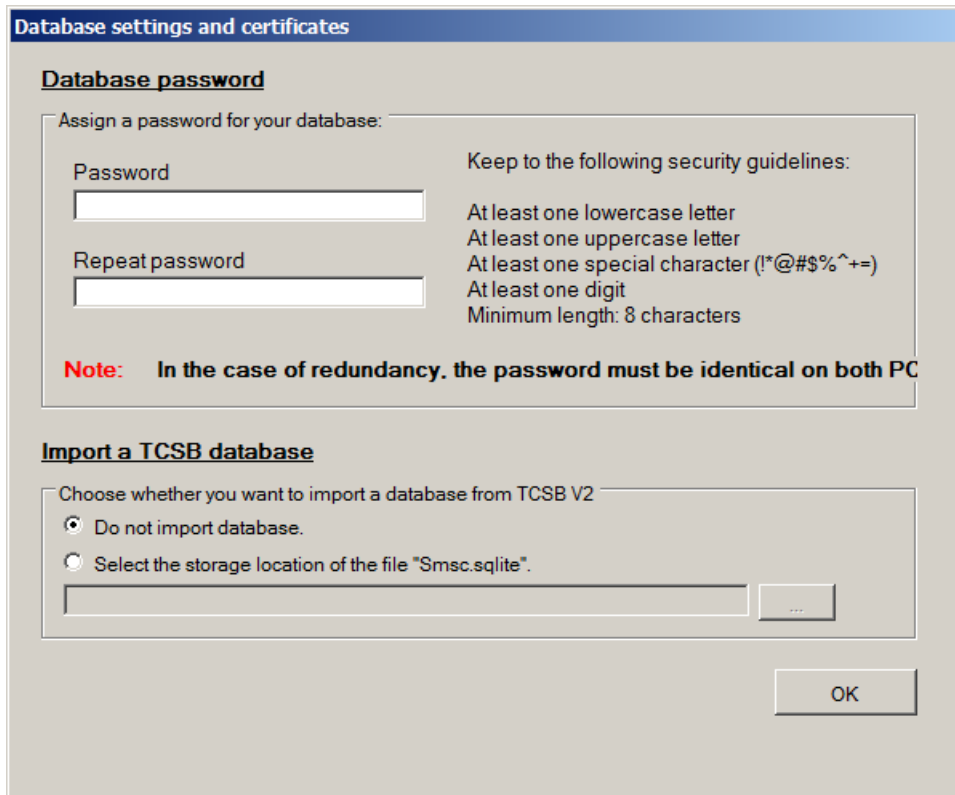 Database settings and certificates
Database password
Assign a password for your database:
Password
Repeat password
Keep to the following security guidelines:
At least one lowercase letter
At least one uppercase letter
At least one special character (!*@#$%^+=)
At least one digit
Minimum length: 8 characters
Note: In the case of redundancy, the password must be identical on both PC
Import a TCSB database
Choose whether you want to import a database from TCSB V2
Do not import database.
Select the storage location of the file "Smsc.sqlite".
...
OK